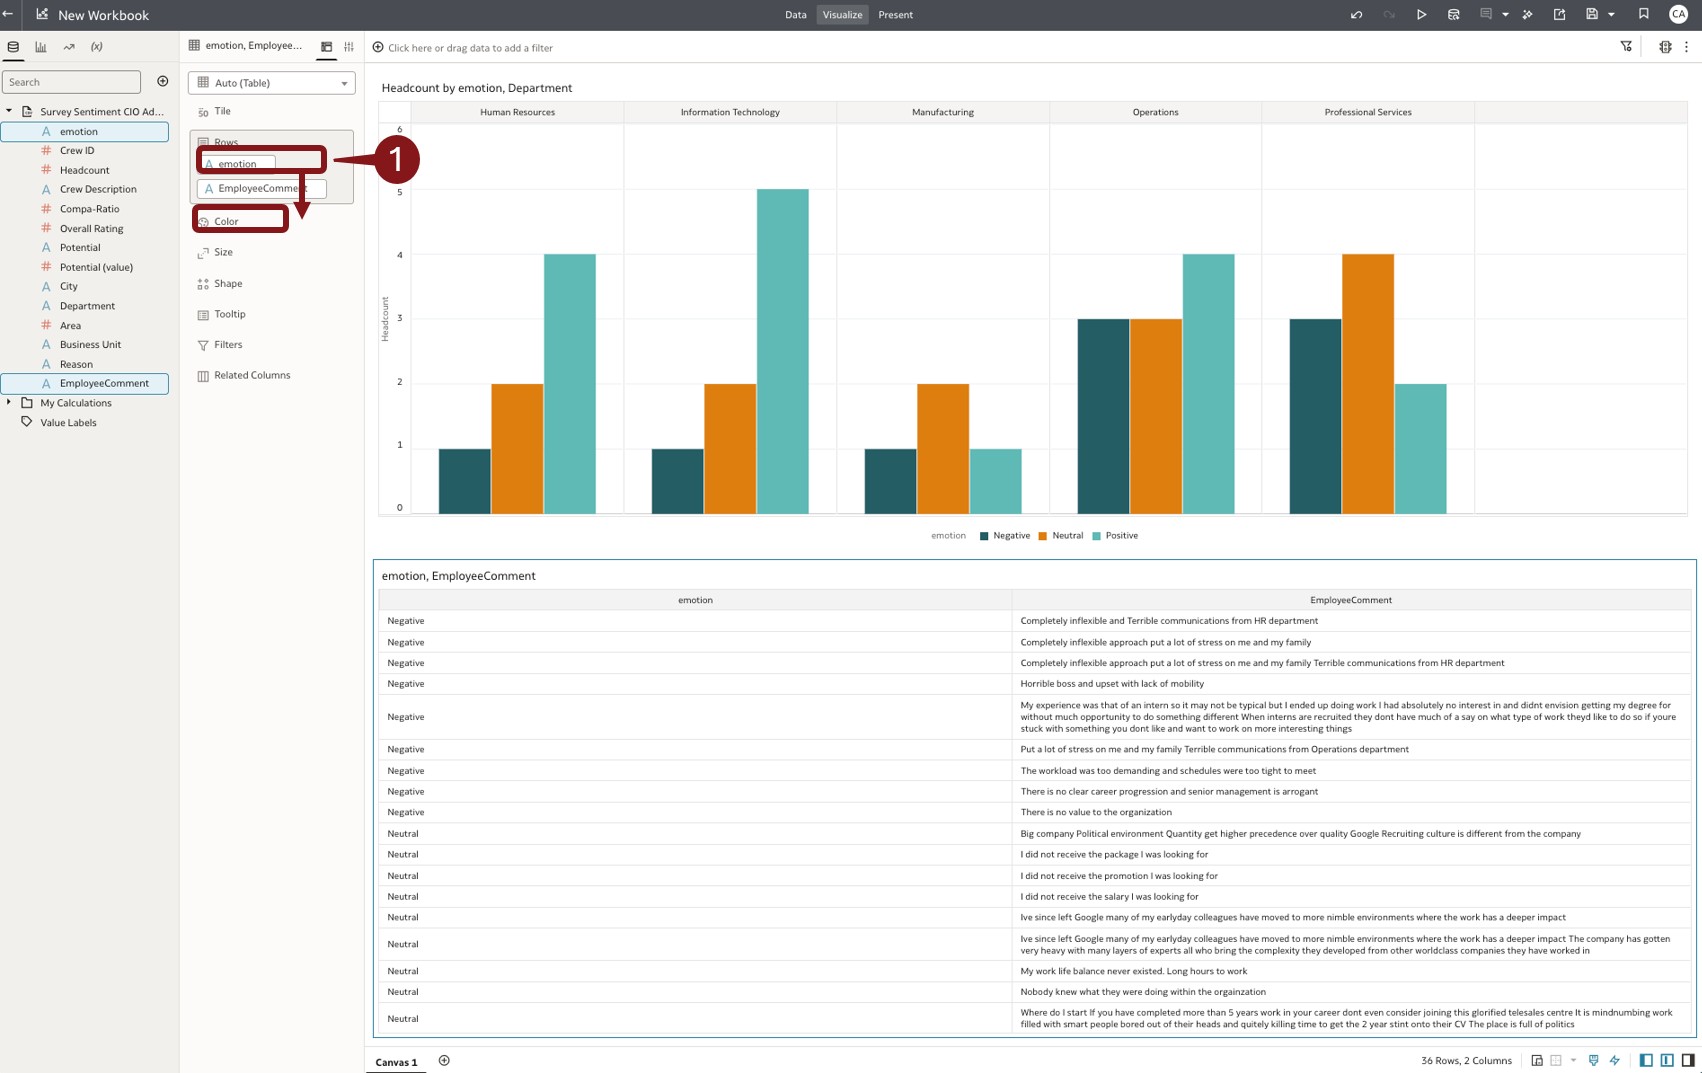 New Workbook
Data
Visualize
Present
CA
(x)
emotion, Employee...
Click here or drag data to add a filter
Search
Auto (Table)
Survey Sentiment CIO Ad...
A emotion
# Crew ID
# Headcount
A Crew Description
# Compa-Ratio
# Overall Rating
A Potential
# Potential (value)
A City
A Department
# Area
A Business Unit
A Reason
A EmployeeComment
My Calculations
Value Labels
Tile
Rows
A emotion
A EmployeeComment
1
Color
Size
Shape
Tooltip
Filters
Related Columns
Headcount by emotion, Department
Human Resources
Information Technology
Manufacturing
Operations
Professional Services
6
5
4
3
2
1
0
Headcount
emotion Negative Neutral Positive
emotion, EmployeeComment
emotion EmployeeComment
Negative Completely inflexible and Terrible communications from HR department
Negative Completely inflexible approach put a lot of stress on me and my family
Negative Completely inflexible approach put a lot of stress on me and my family Terrible communications from HR department
Negative Horrible boss and upset with lack of mobility
Negative My experience was that of an intern so it may not be typical but I ended up doing work I had absolutely no interest in and didnt envision getting my degree for
without much opportunity to do something different When interns are recruited they dont have much of a say on what type of work theyd like to do so if youre
stuck with something you dont like and want to work on more interesting things
Negative Put a lot of stress on me and my family Terrible communications from Operations department
Negative The workload was too demanding and schedules were too tight to meet
Negative There is no clear career progression and senior management is arrogant
Negative There is no value to the organization
Neutral Big company Political environment Quantity get higher precedence over quality Google Recruiting culture is different from the company
Neutral I did not receive the package I was looking for
Neutral I did not receive the promotion I was looking for
Neutral I did not receive the salary I was looking for
Neutral Ive since left Google many of my earlyday colleagues have moved to more nimble environments where the work has a deeper impact
Neutral Ive since left Google many of my earlyday colleagues have moved to more nimble environments where the work has a deeper impact The company has gotten
very heavy with many layers of experts all who bring the complexity they developed from other worldclass companies they have worked in
Neutral My work life balance never existed. Long hours to work
Neutral Nobody knew what they were doing within the orgainzation
Neutral Where do I start If you have completed more than 5 years work in your career dont even consider joining this glorified telesales centre It is mindnumbing work
filled with smart people bored out of their heads and quitely killing time to get the 2 year stint onto their CV The place is full of politics
Canvas 1
36 Rows, 2 Columns